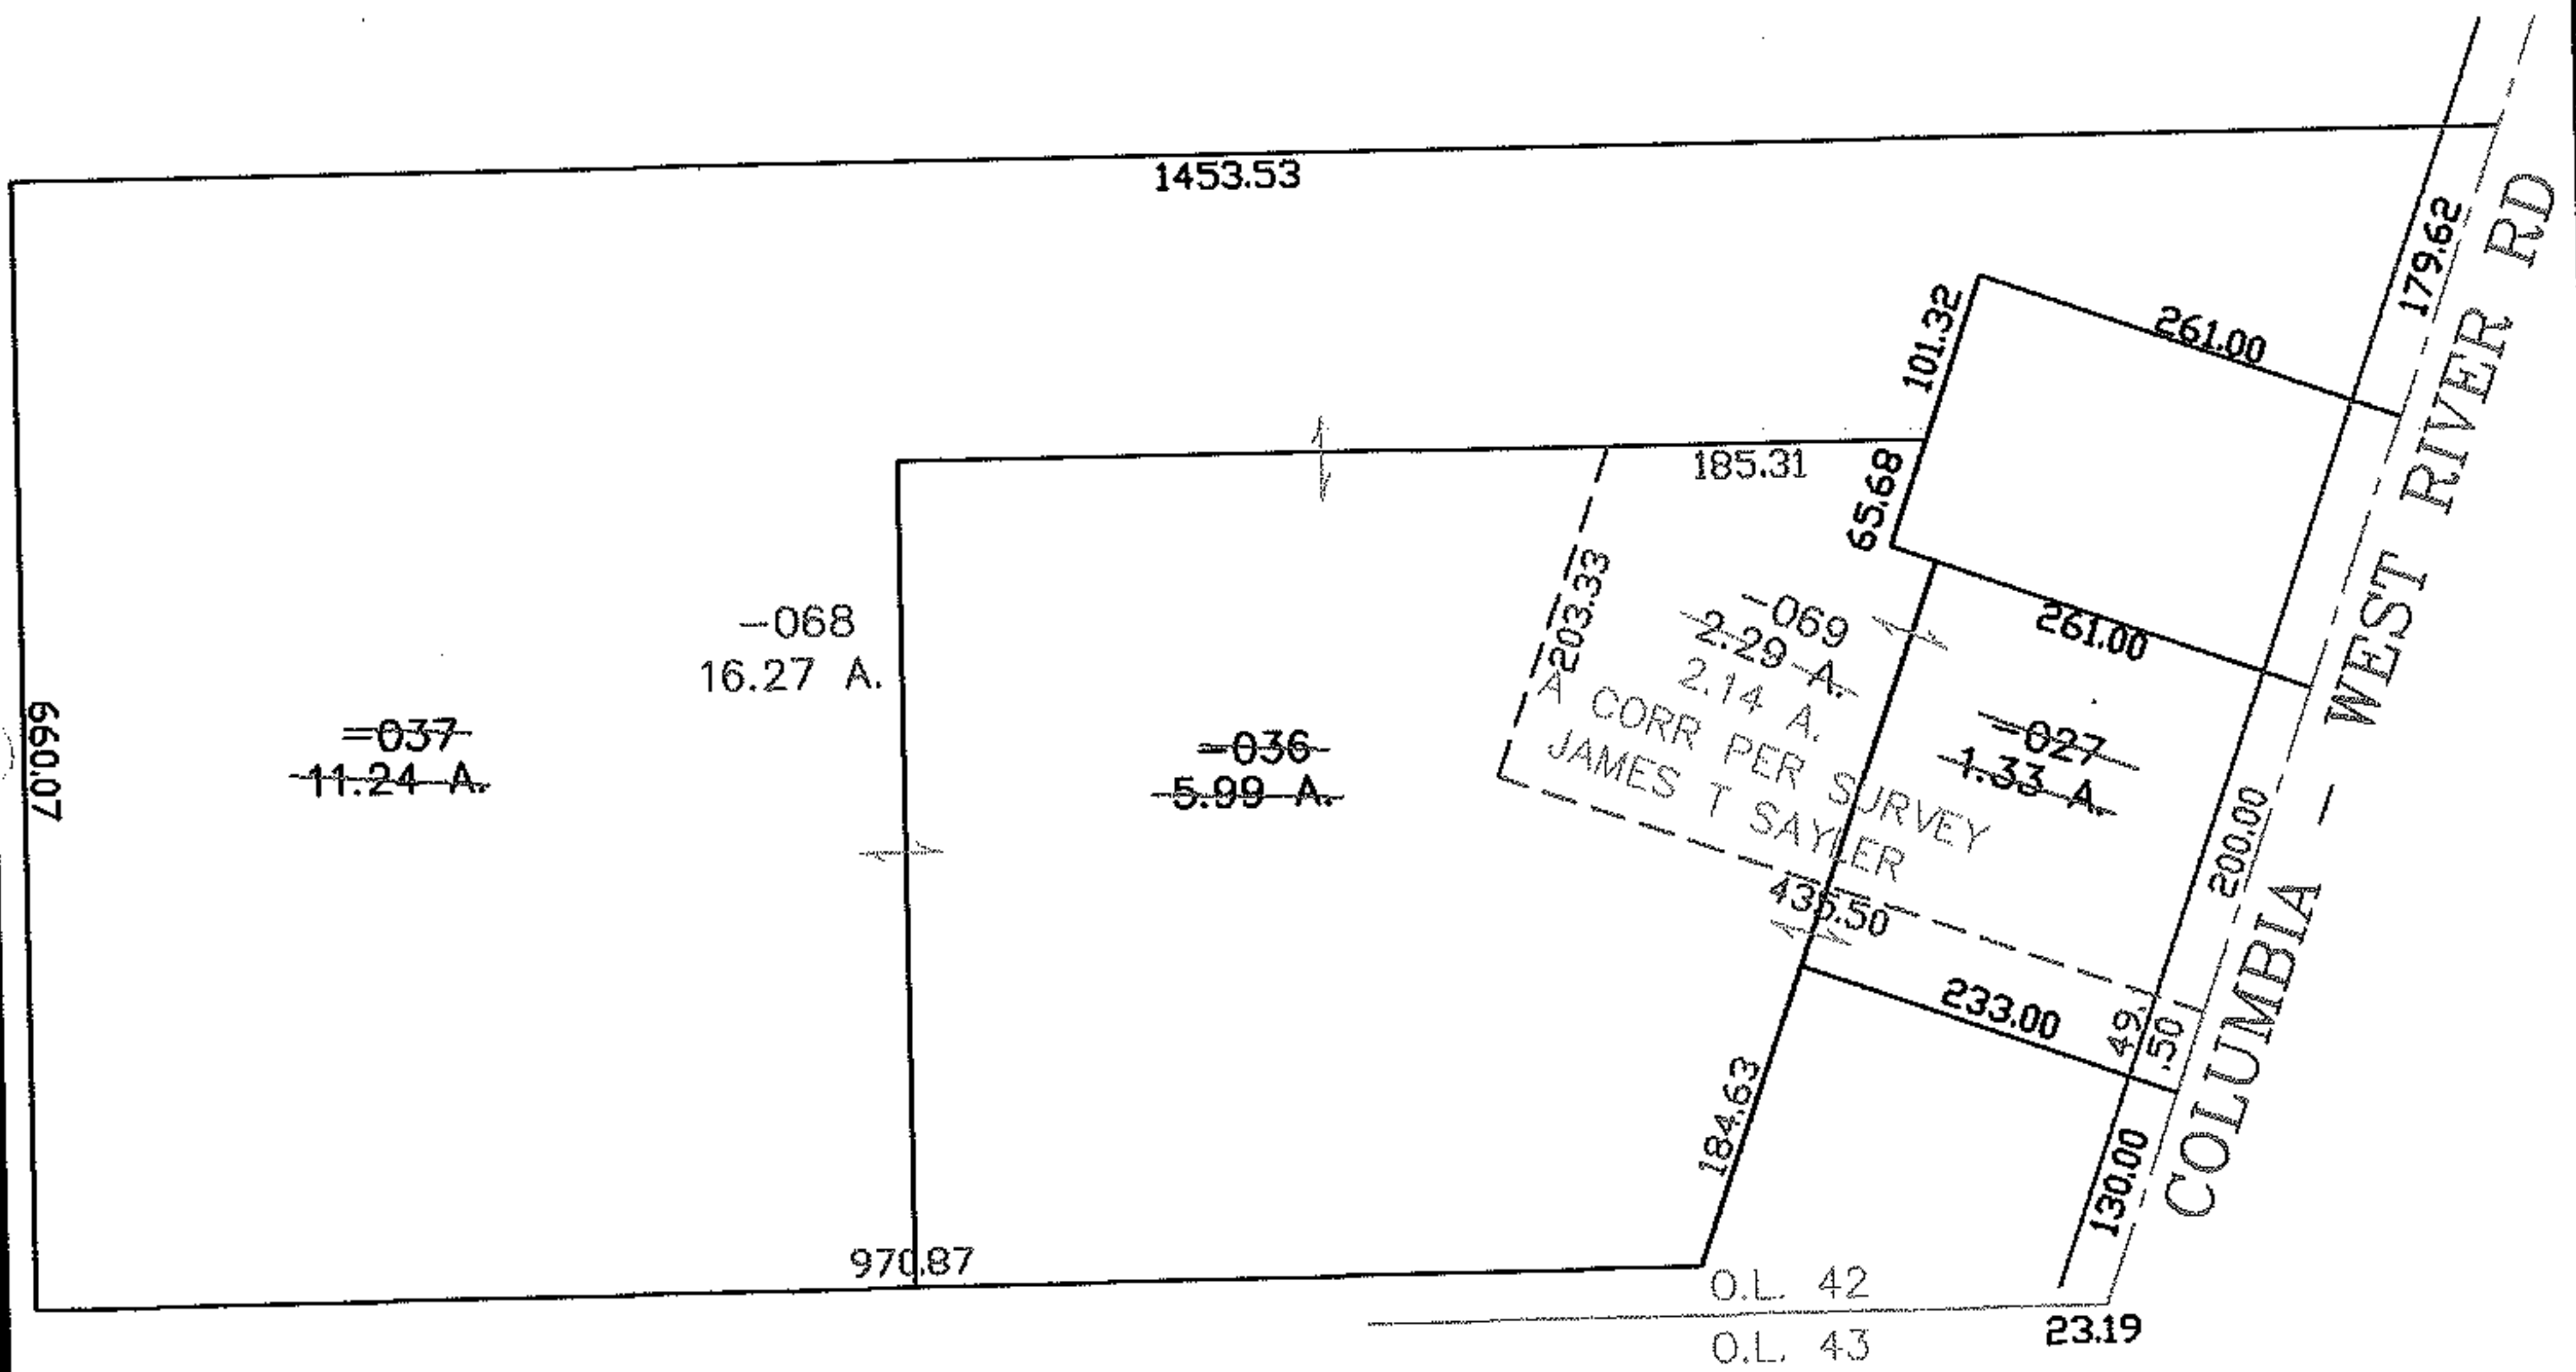 1453.53
179.62
101.32
261.00
185.31
65.68
203.33
-068
16.27 A.
-069
2.29 A.
2.14 A.
A CORR PER SURVEY
JAMES T SAYLER
261.00
660.07
-037
11.24 A.
-036
5.99 A.
-027
1.33 A.
200.00
435.50
233.00
49.50
184.63
130.00
970.87
COLUMBIA - WEST RIVER RD
O.L. 42
O.L. 43
23.19